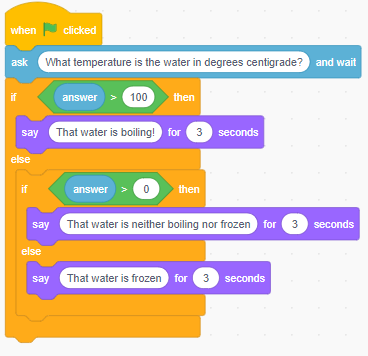 when clicked
ask What temperature is the water in degrees centigrade? and wait
if answer > 100 then
say That water is boiling! for 3 seconds
else
if answer > 0 then
say That water is neither boiling nor frozen for 3 seconds
else
say That water is frozen for 3 seconds